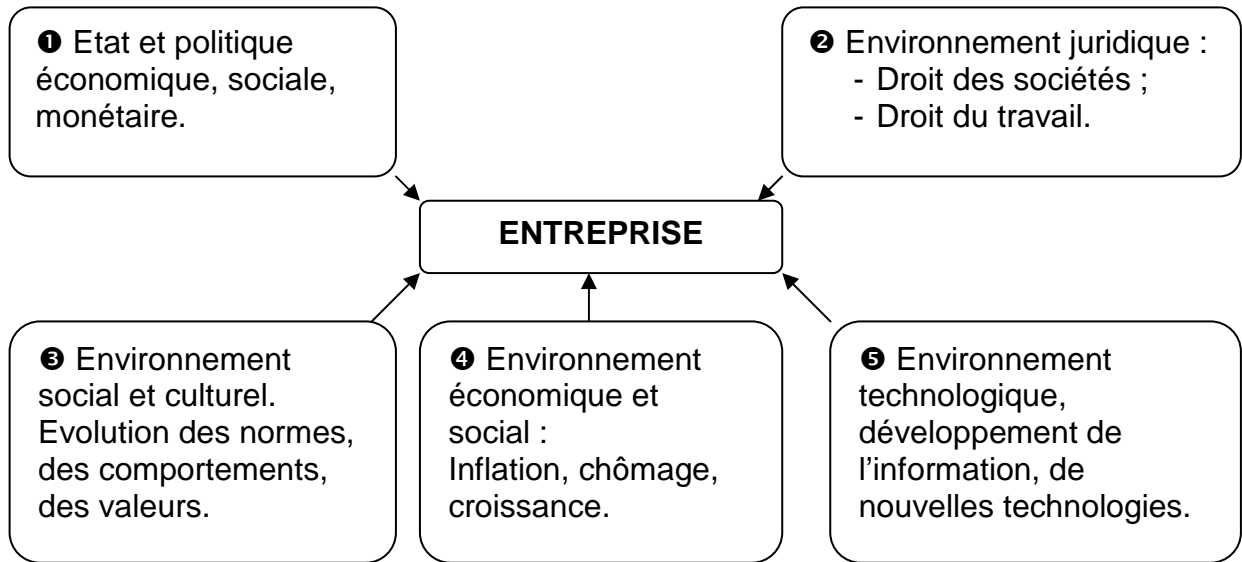 ❶ Etat et politique
économique, sociale,
monétaire.
❷ Environnement juridique :
- Droit des sociétés ;
- Droit du travail.
ENTREPRISE
❸ Environnement
social et culturel.
Evolution des normes,
des comportements,
des valeurs.
❹ Environnement
économique et
social :
Inflation, chômage,
croissance.
❺ Environnement
technologique,
développement de
l’information, de
nouvelles technologies.